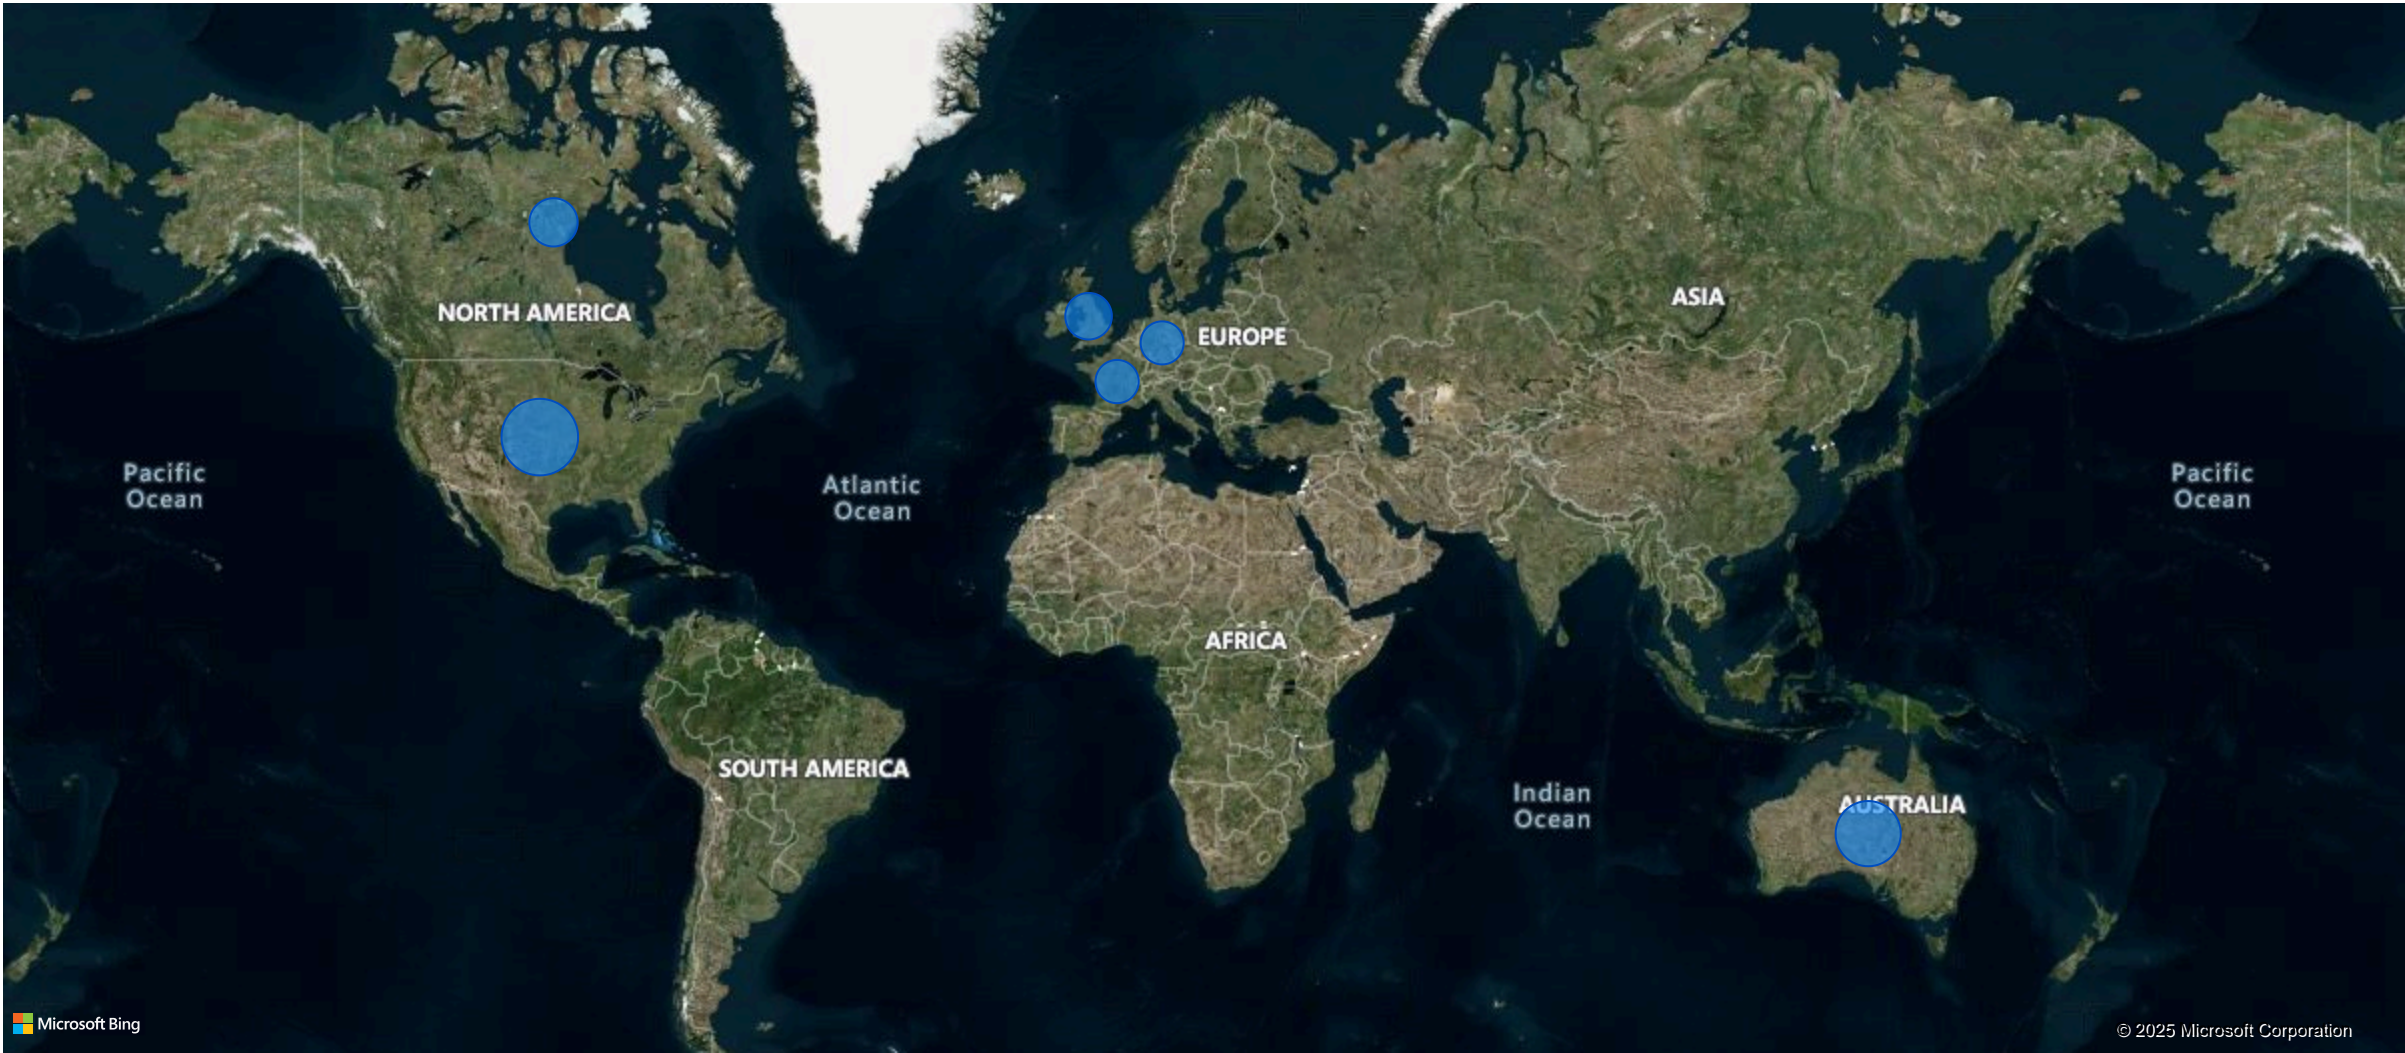 NORTH AMERICA
ASIA
EUROPE
Pacific
Ocean
Atlantic
Ocean
Pacific
Ocean
AFRICA
SOUTH AMERICA
Indian
Ocean
AUSTRALIA
Microsoft Bing
© 2025 Microsoft Corporation